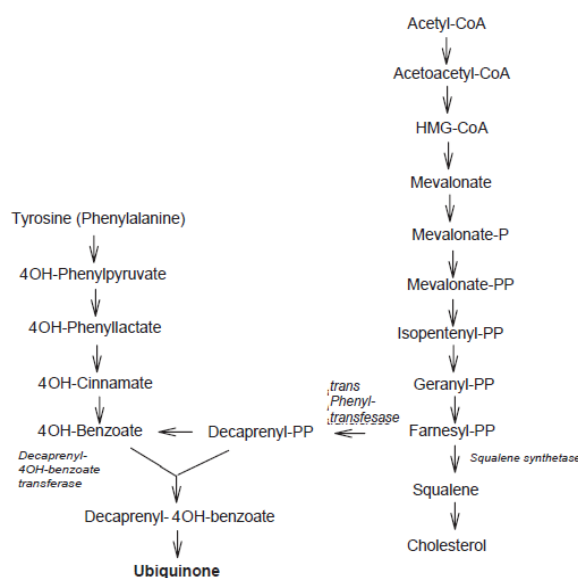 Acetyl-CoA
Acetoacetyl-CoA
HMG-CoA
Mevalonate
Tyrosine (Phenylalanine)
Mevalonate-P
4OH-Phenylpyruvate
Mevalonate-PP
4OH-Phenyllactate
Isopentenyl-PP
4OH-Cinnamate
trans
Phenyl-
transfesase
Geranyl-PP
4OH-Benzoate
Decaprenyl-PP
Farnesyl-PP
Decaprenyl-
4OH-benzoate
transferase
Squalene synthetase
Squalene
Decaprenyl- 4OH-benzoate
Cholesterol
Ubiquinone